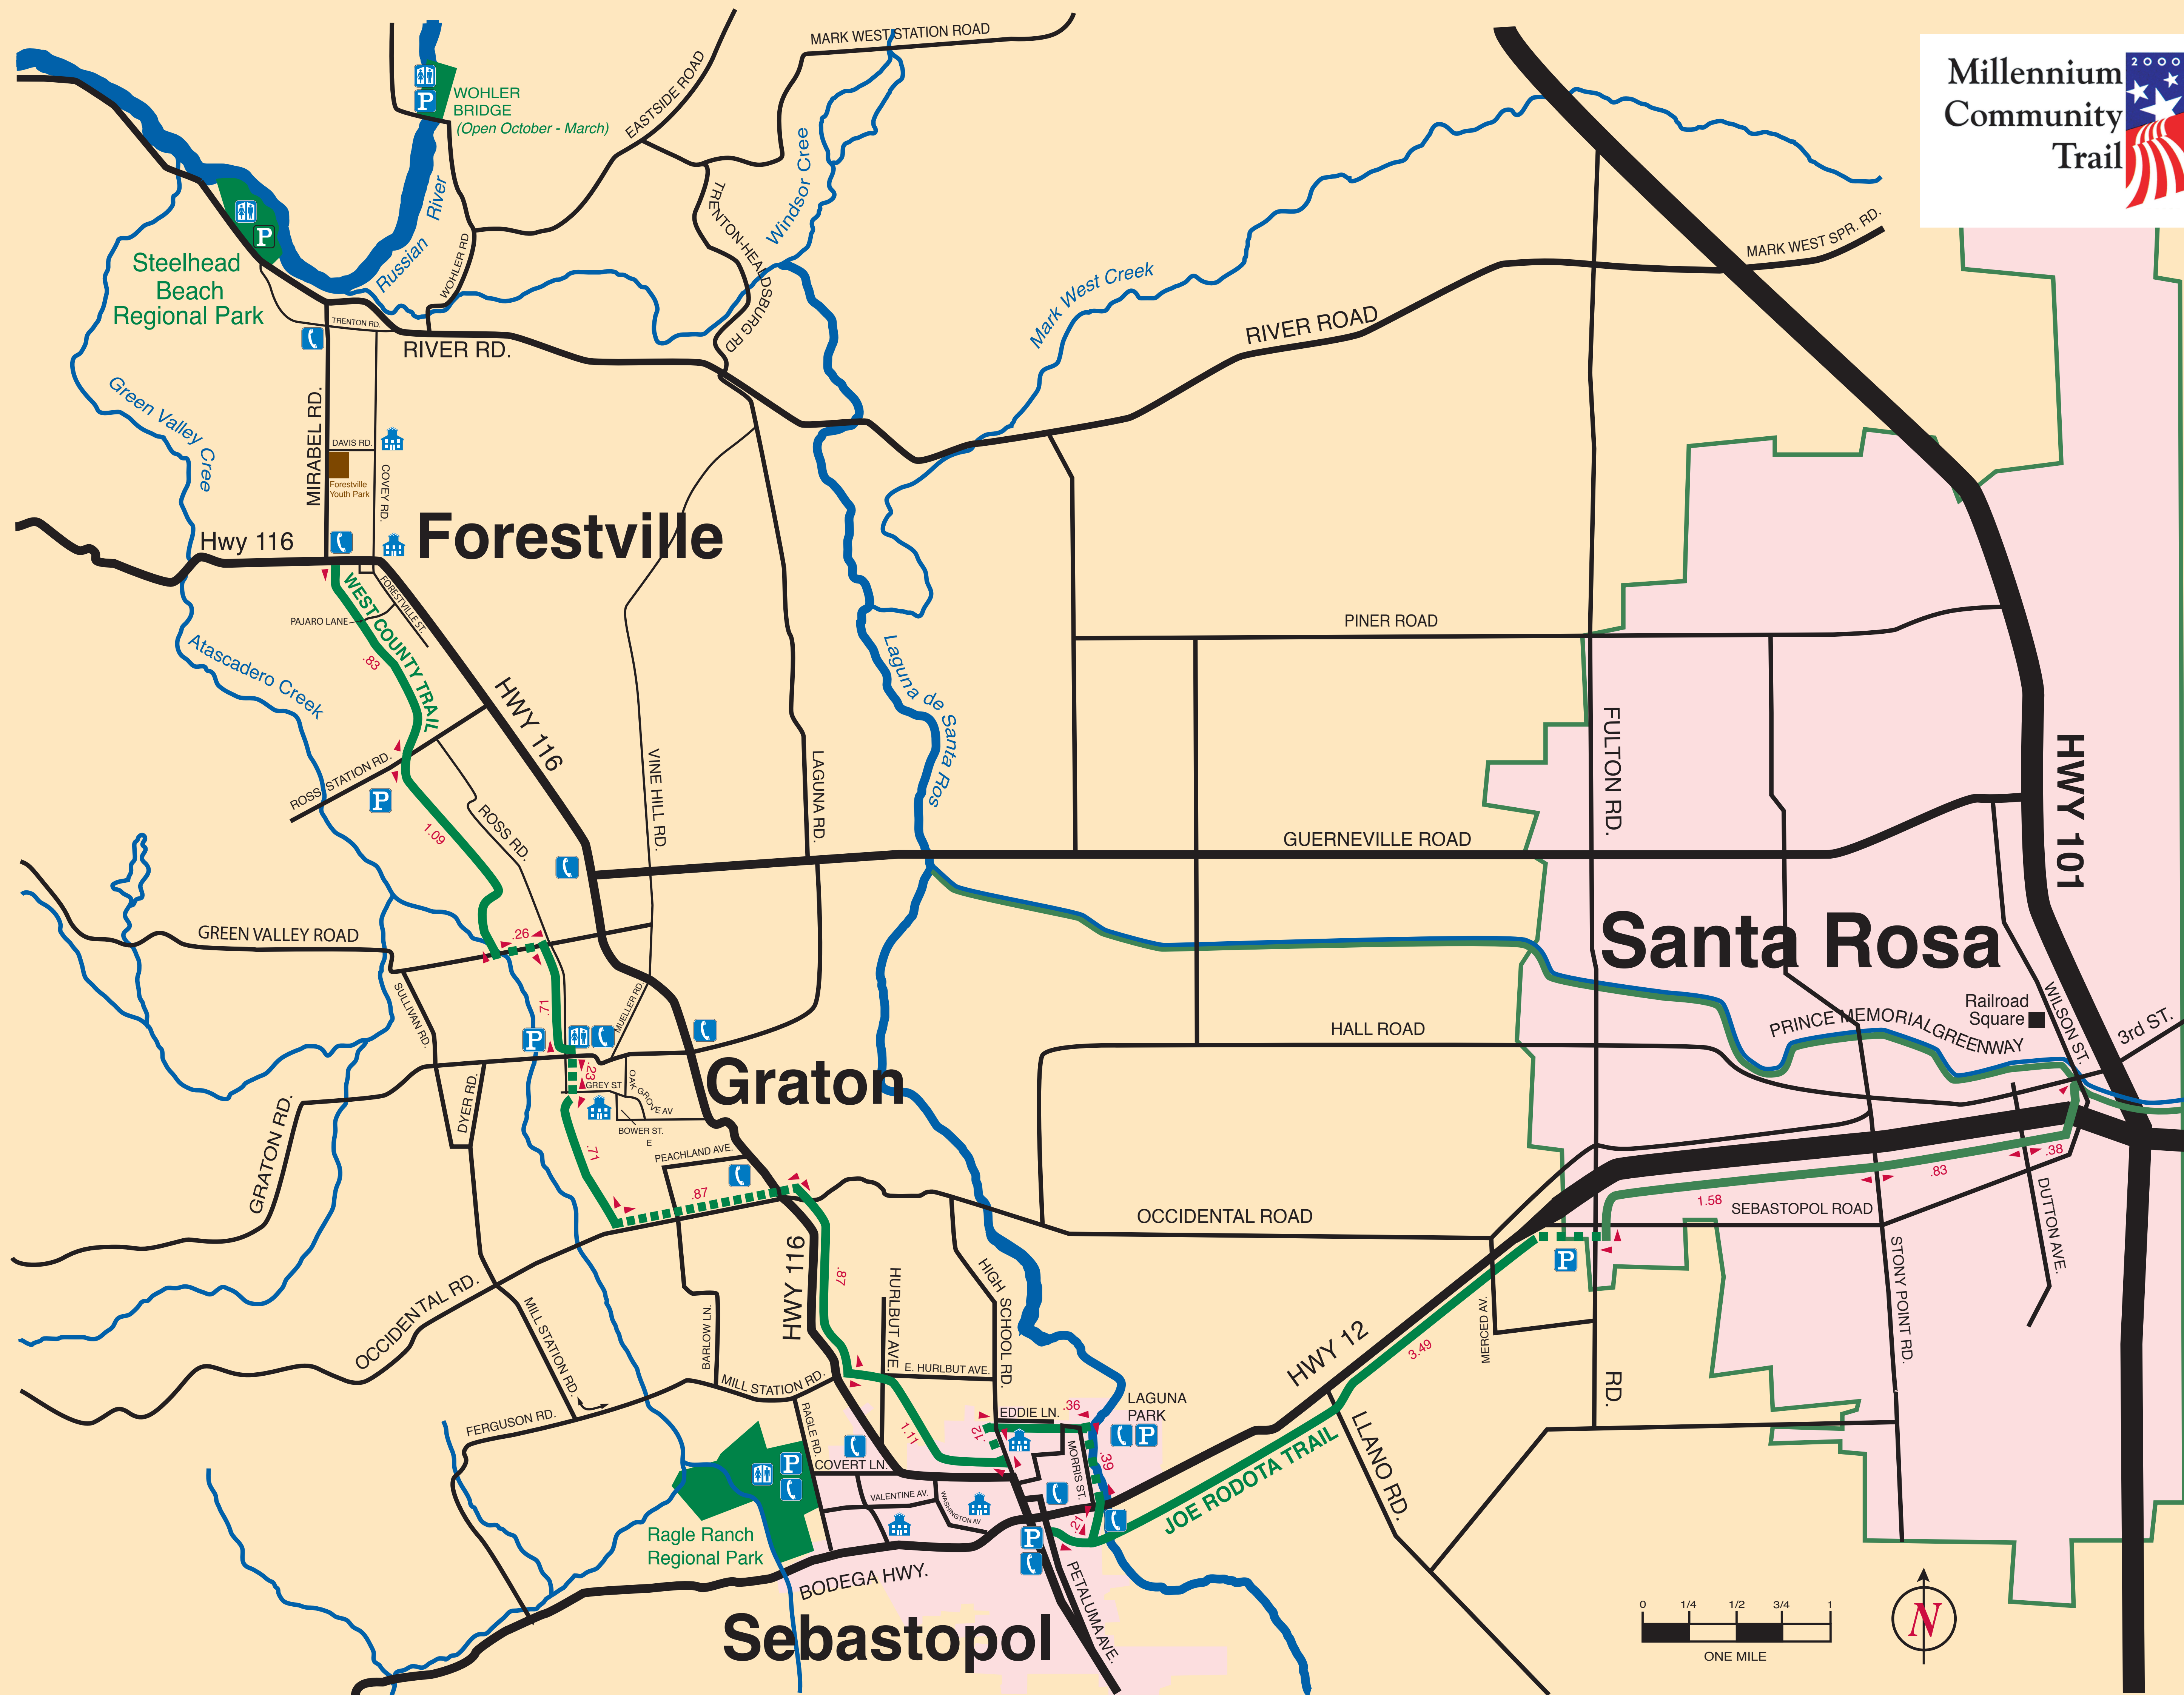 MARK WEST STATION ROAD
Millennium
Community
Trail
2000
WOHLER
BRIDGE
(Open October - March)
P
EASTSIDE ROAD
Windsor Cree
TRENTON-HEALDSBURG RD
Russian River
WOHLER RD
P
Steelhead
Beach
Regional Park
MARK WEST SPR. RD.
Mark West Creek
RIVER ROAD
TRENTON RD.
RIVER RD.
Green Valley Cree
MIRABEL RD.
DAVIS RD.
COVEY RD.
Forestville
Youth Park
Hwy 116
Forestville
WEST COUNTY TRAIL
FORESTVILLE ST.
PAJARO LANE
.83
Atascadero Creek
HWY 116
PINER ROAD
Laguna de Santa Ros
FULTON RD.
HWY 101
ROSS STATION RD.
P
1.09
ROSS RD.
VINE HILL RD.
LAGUNA RD.
GUERNEVILLE ROAD
GREEN VALLEY ROAD
.26
Santa Rosa
SULLIVAN RD.
.71
MUELLER RD.
P
HALL ROAD
Railroad
Square
PRINCE MEMORIAL GREENWAY
WILSON ST.
3rd ST.
Graton
.23
GREY ST
OAK GROVE AV
BOWER ST.
E
DYER RD.
GRATON RD.
.71
PEACHLAND AVE.
.87
OCCIDENTAL ROAD
1.58
SEBASTOPOL ROAD
.83
.38
DUTTON AVE.
STONY POINT RD.
P
HWY 116
.87
HURLBUT AVE.
HIGH SCHOOL RD.
OCCIDENTAL RD.
MILL STATION RD.
BARLOW LN.
MILL STATION RD.
E. HURLBUT AVE.
HWY 12
3.49
MERCED AV.
RD.
FERGUSON RD.
RAGLE RD.
1.11
EDDIE LN.
.36
.12
LAGUNA
PARK
P
MORRIS ST.
.39
COVERT LN.
P
VALENTINE AV.
WASHINGTON AV
.21
P
JOE RODOTA TRAIL
LLANO RD.
Ragle Ranch
Regional Park
BODEGA HWY.
PETALUMA AVE.
Sebastopol
0 1/4 1/2 3/4 1
ONE MILE
N